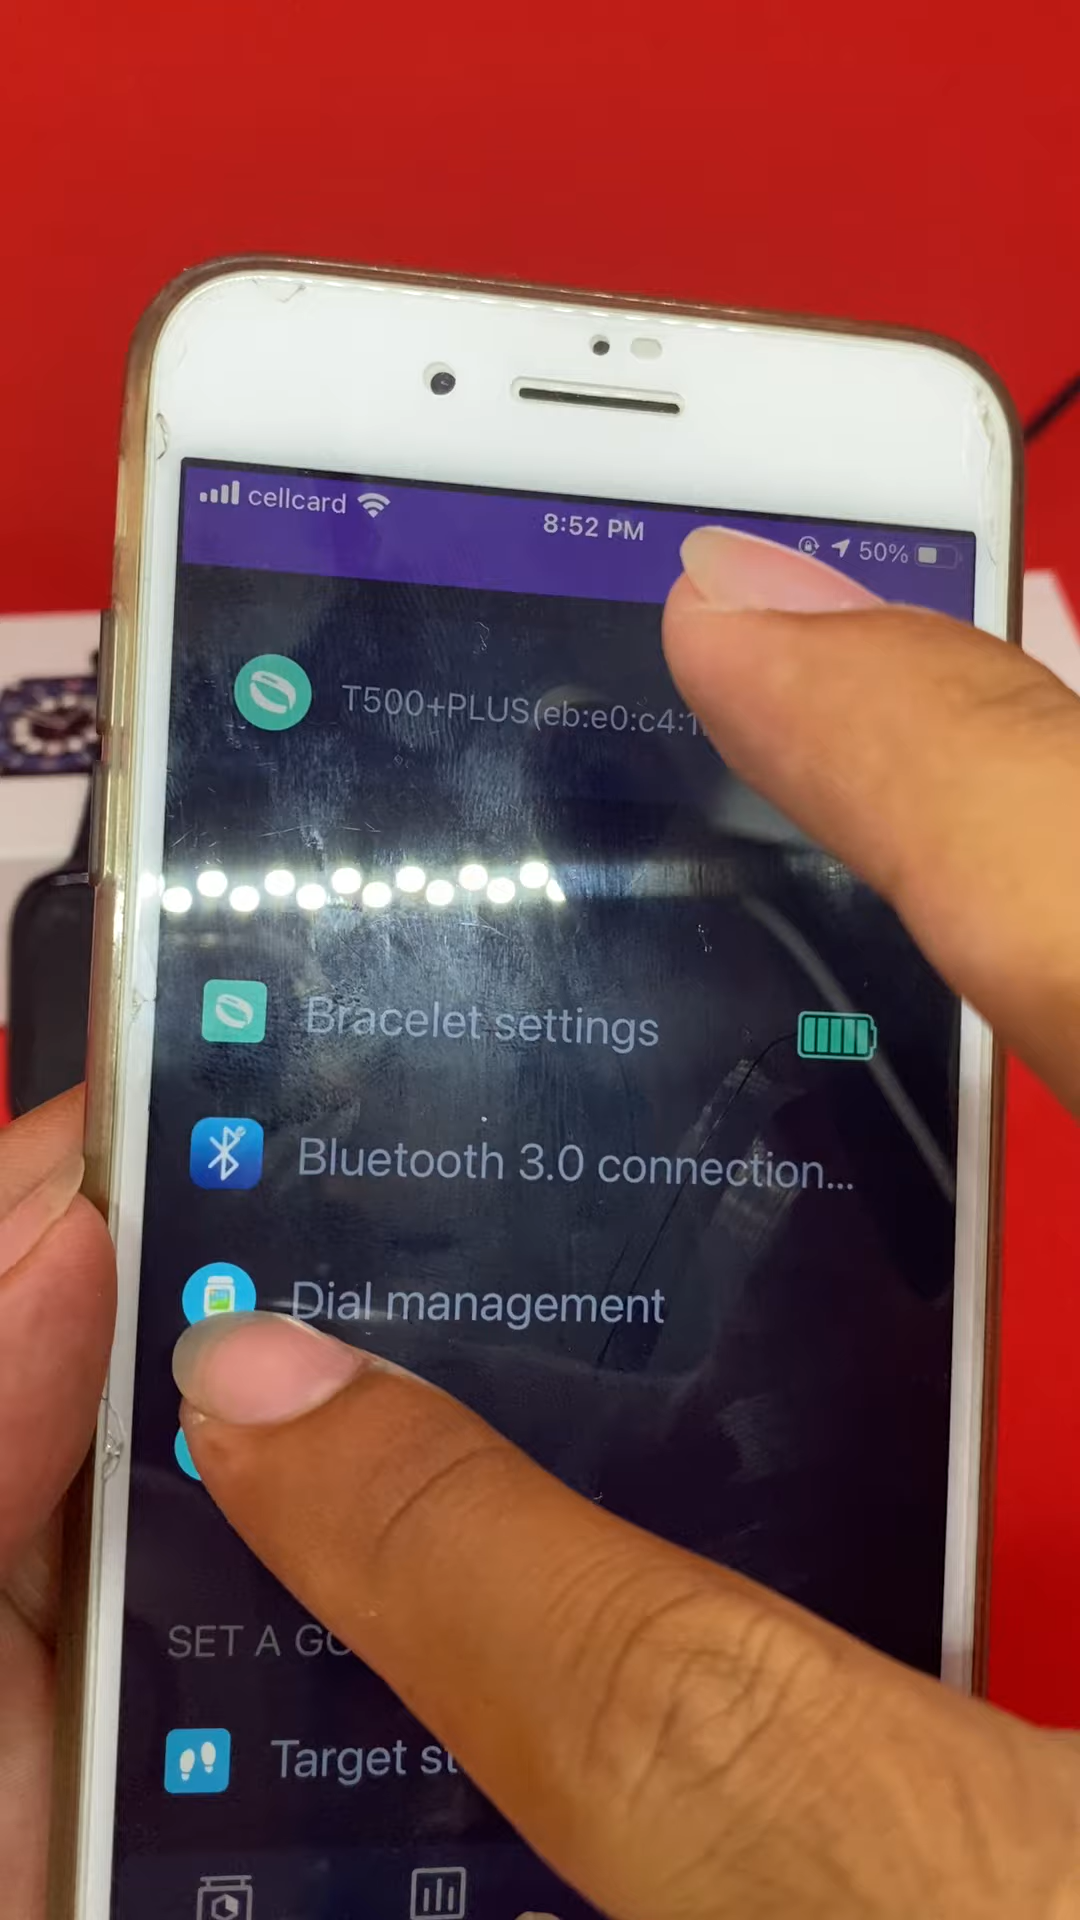 cellcard
8:52 PM
50%
T500+PLUS(eb:e0:c4:1
Bracelet settings
Bluetooth 3.0 connection...
Dial management
SET A
Target